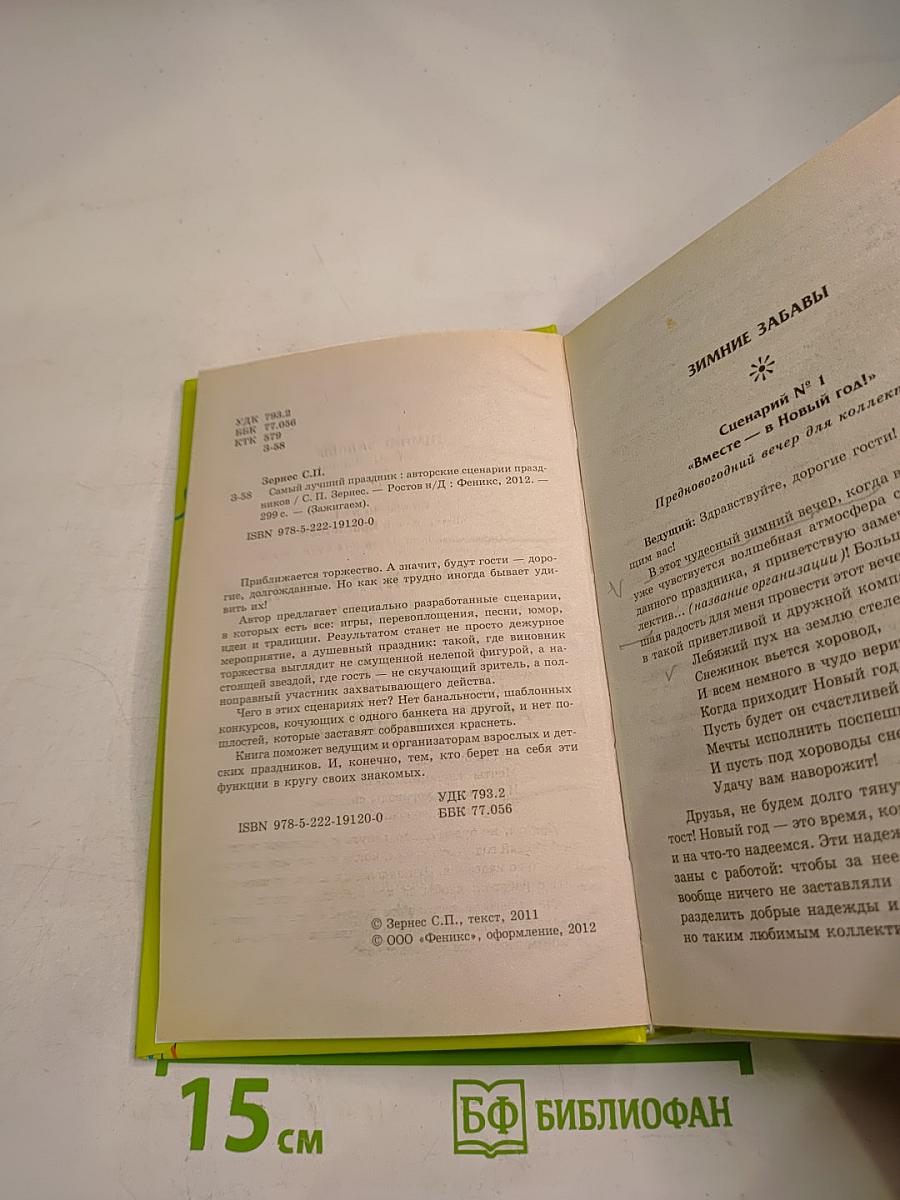 УДК 793.2
ББК 77.056
КТК 579
З-58
Зернес С.П.
З-58 Самый лучший праздник : авторские сценарии празд-
ников / С. П. Зернес. — Ростов н/Д : Феникс, 2012. —
299 с. — (Зажигаем).
ISBN 978-5-222-19120-0
Приближается торжество. А значит, будут гости — доро-
гие, долгожданные. Но как же трудно иногда бывает уди-
вить их!
Автор предлагает специально разработанные сценарии,
в которых есть все: игры, перевоплощения, песни, юмор,
идеи и традиции. Результатом станет не просто дежурное
мероприятие, а душевный праздник: такой, где виновник
торжества выглядит не смущенной нелепой фигурой, а на-
стоящей звездой, где гость — не скучающий зритель, а пол-
ноправный участник захватывающего действа.
Чего в этих сценариях нет? Нет банальности, шаблонных
конкурсов, кочующих с одного банкета на другой, и нет по-
шлостей, которые заставят собравшихся краснеть.
Книга поможет ведущим и организаторам взрослых и дет-
ских праздников. И, конечно, тем, кто берет на себя эти
функции в кругу своих знакомых.
УДК 793.2
ISBN 978-5-222-19120-0 ББК 77.056
© Зернес С.П., текст, 2011
© ООО «Феникс», оформление, 2012
ЗИМНИЕ ЗАБАВЫ
Сценарий № 1
«Вместе — в Новый год!»
Предновогодний вечер для коллект
Ведущий: Здравствуйте, дорогие гости!
щим вас!
В этот чудесный зимний вечер, когда в
уже чувствуется волшебная атмосфера с
данного праздника, я приветствую замеч
лектив... (название организации)! Больш
шая радость для меня провести этот вече
в такой приветливой и дружной комп
Лебяжий пух на землю стеле
Снежинок вьется хоровод,
И всем немного в чудо вери
Когда приходит Новый год
Пусть будет он счастливей
Мечты исполнить поспеш
И пусть под хороводы сне
Удачу вам наворожит!
Друзья, не будем долго тянут
тост! Новый год — это время, ко
и на что-то надеемся. Эти надеж
заны с работой: чтобы за нее
вообще ничего не заставляли
разделить добрые надежды и
но таким любимым коллекти
15 см
БФ БИБЛИОФАН